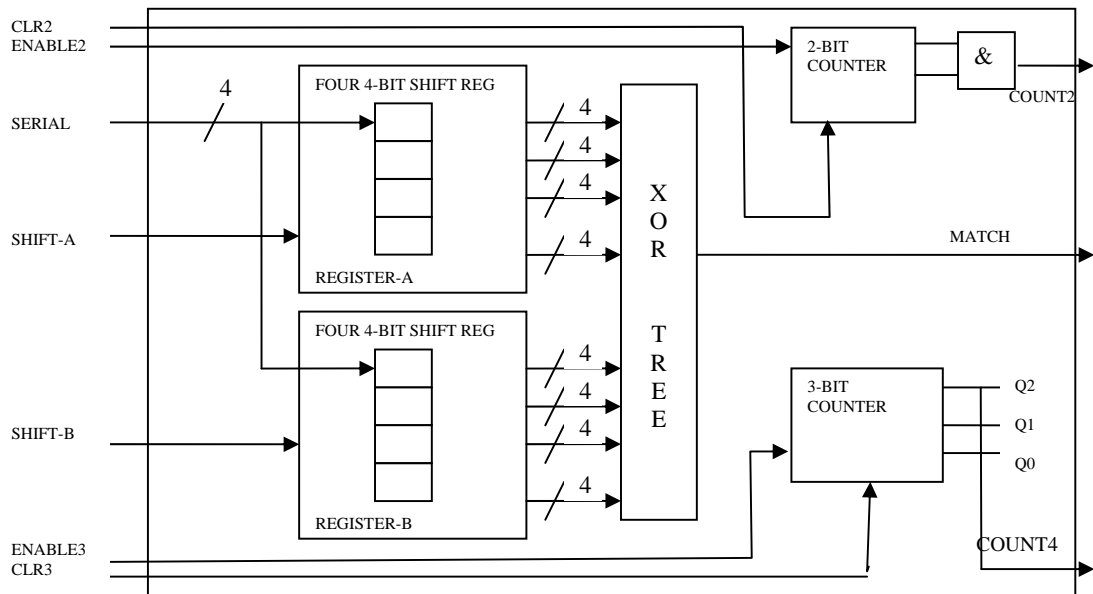 CLR2
ENABLE2
2-BIT
COUNTER
&
COUNT2
FOUR 4-BIT SHIFT REG
4
SERIAL
4
4
4
4
X
O
R
T
R
E
E
SHIFT-A
REGISTER-A
MATCH
FOUR 4-BIT SHIFT REG
4
4
4
4
SHIFT-B
REGISTER-B
3-BIT
COUNTER
Q2
Q1
Q0
ENABLE3
CLR3
COUNT4